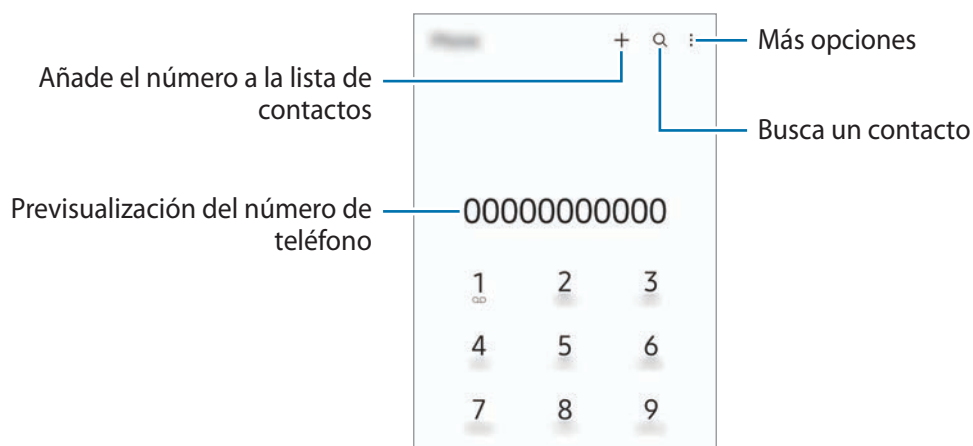 Más opciones
Añade el número a la lista de
contactos
Busca un contacto
Previsualización del número de
teléfono
00000000000
1 2 3
4 5 6
7 8 9